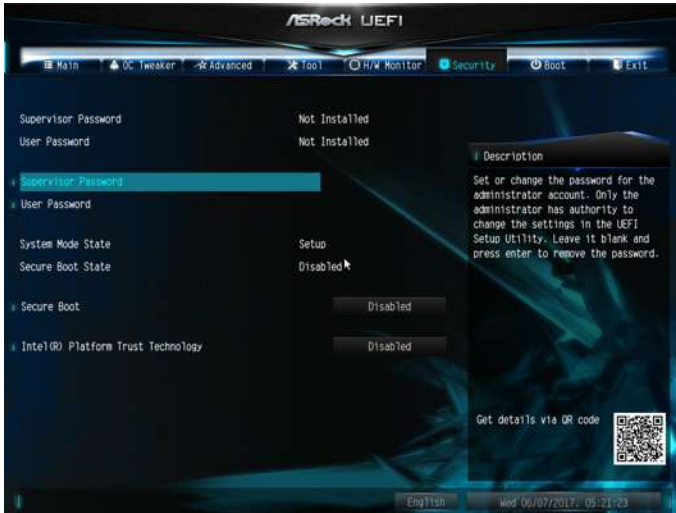 ASRock UEFI
Main OC Tweaker Advanced Tool H/W Monitor Security Boot Exit
Supervisor Password Not Installed
User Password Not Installed
Supervisor Password
User Password
System Mode State Setup
Secure Boot State Disabled
Secure Boot Disabled
Intel(R) Platform Trust Technology Disabled
Description
Set or change the password for the
administrator account. Only the
administrator has authority to
change the settings in the UEFI
Setup Utility. Leave it blank and
press enter to remove the password.
Get details via QR code
English Wed 06/07/2017, 05:21:23